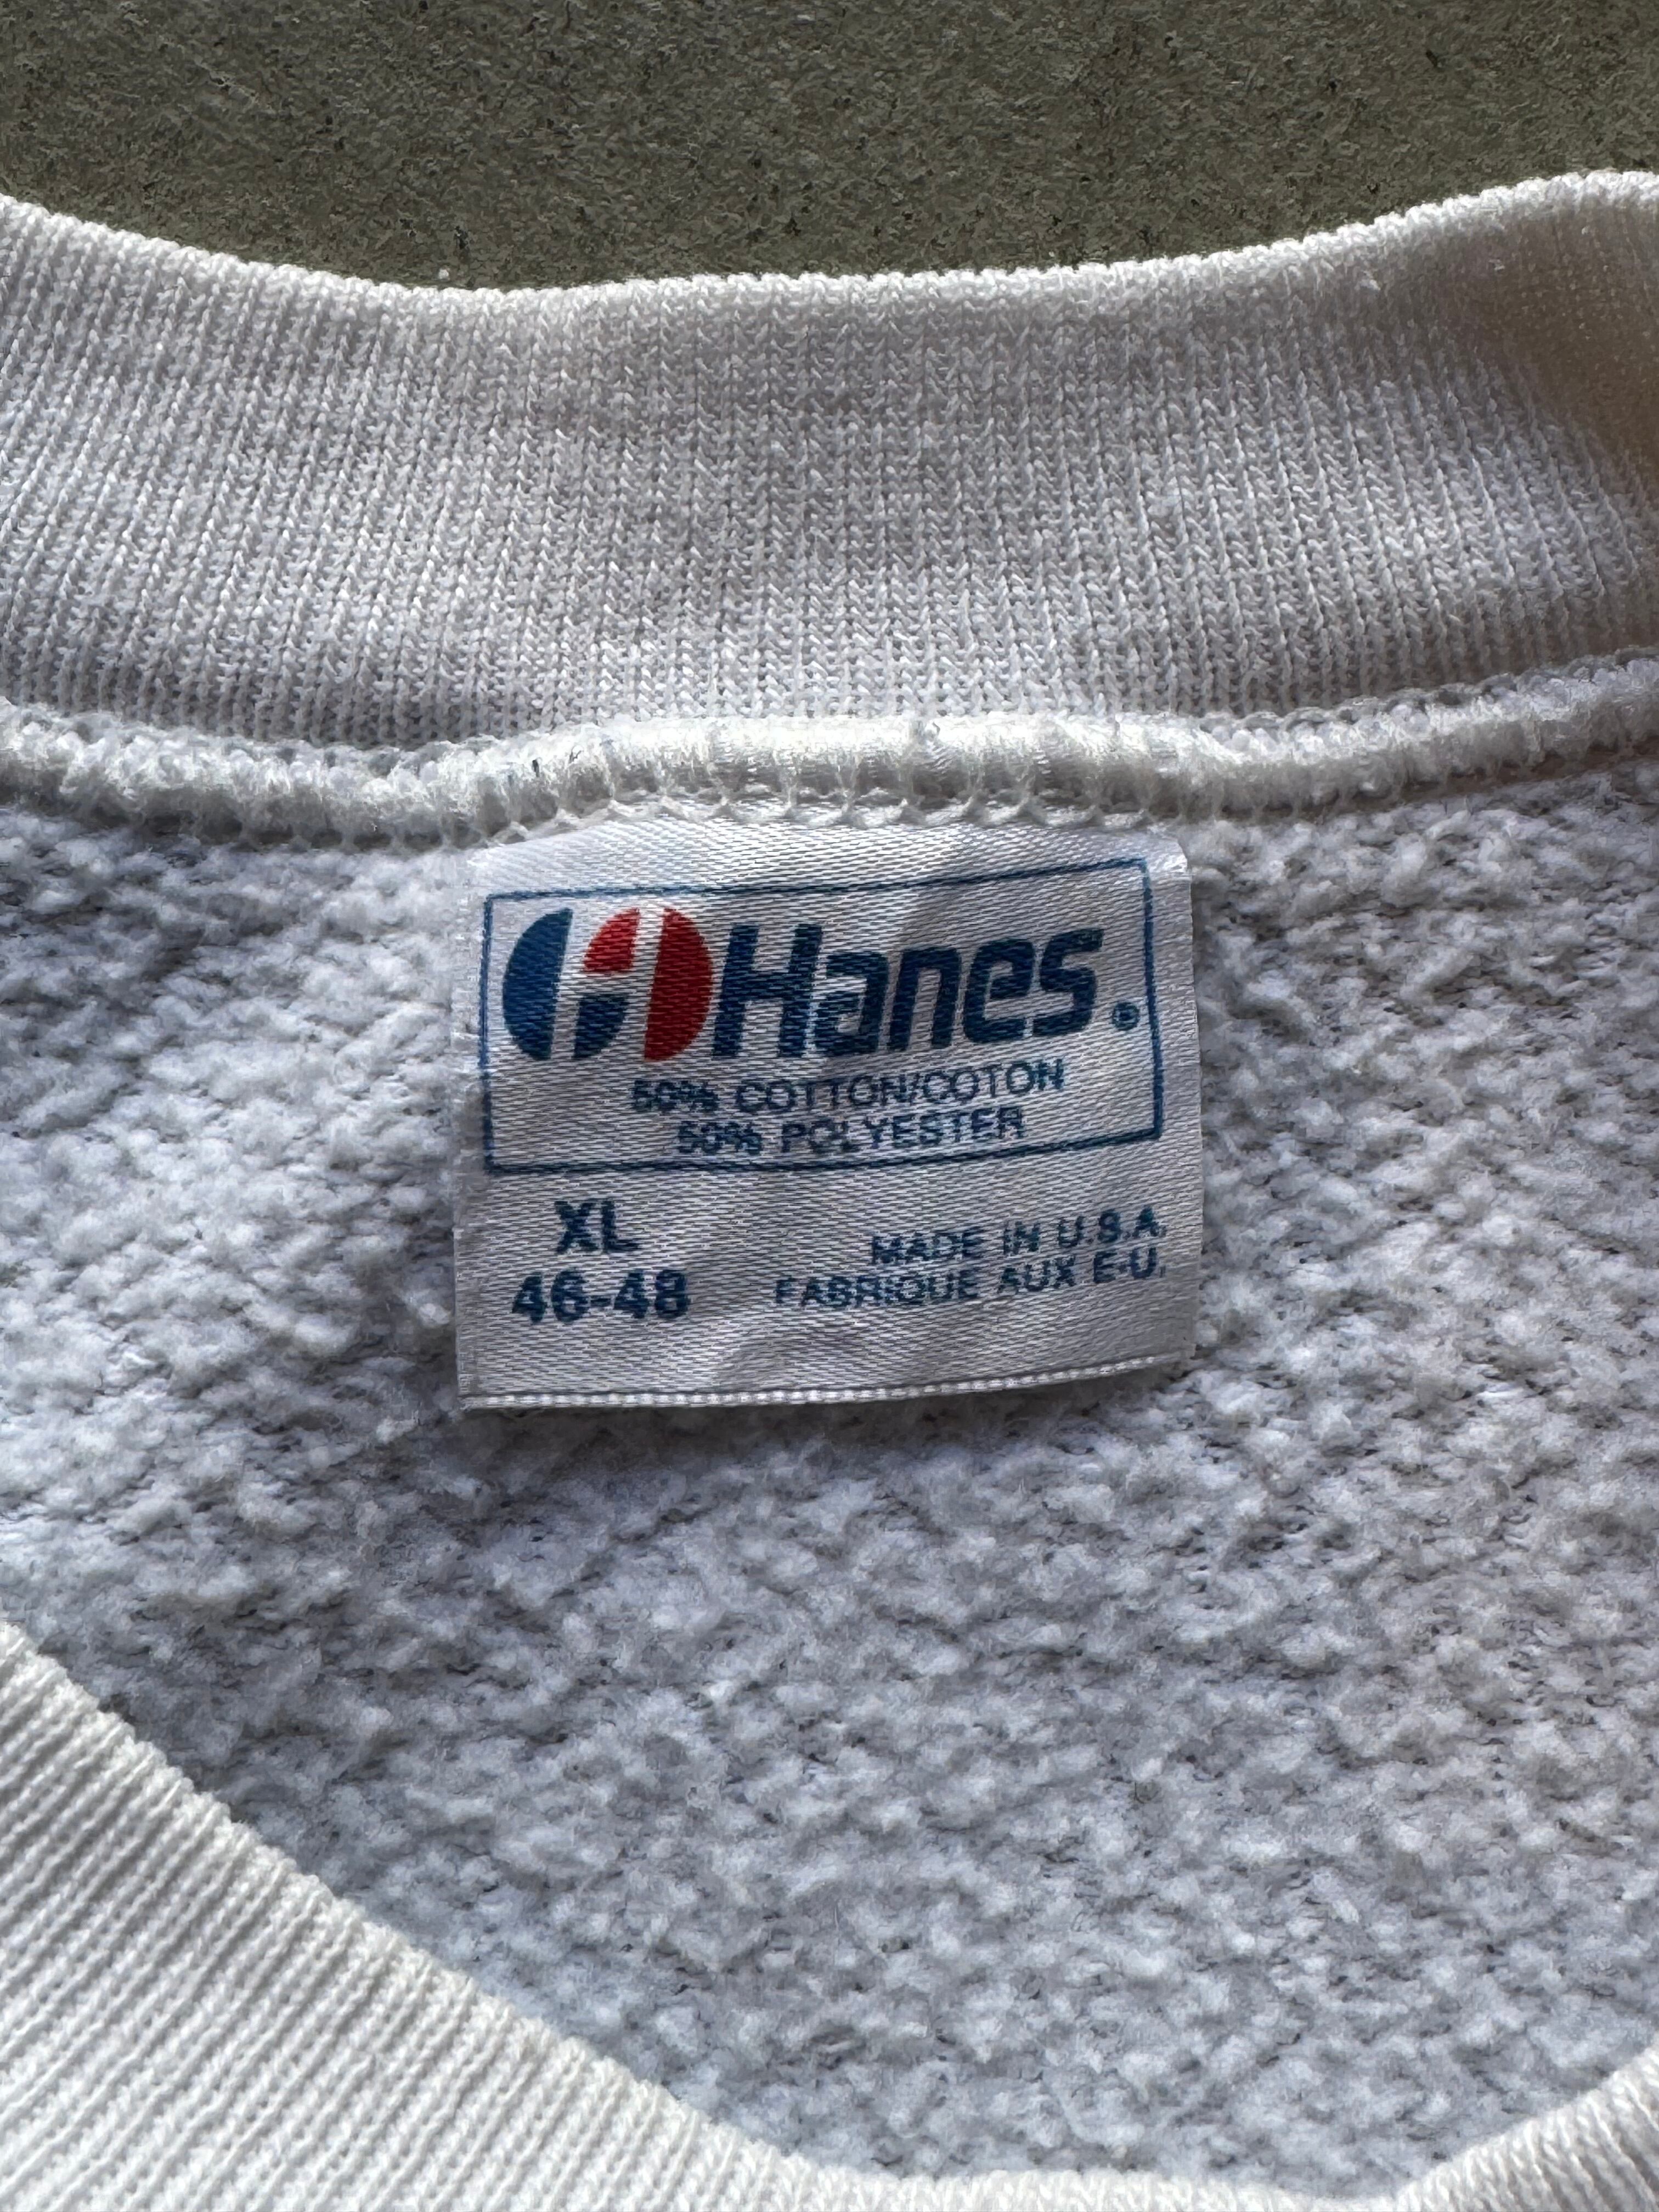 Hanes®
50% COTTON/COTON
50% POLYESTER
XL
46-48
MADE IN U.S.A.
FABRIQUE AUX E-U.